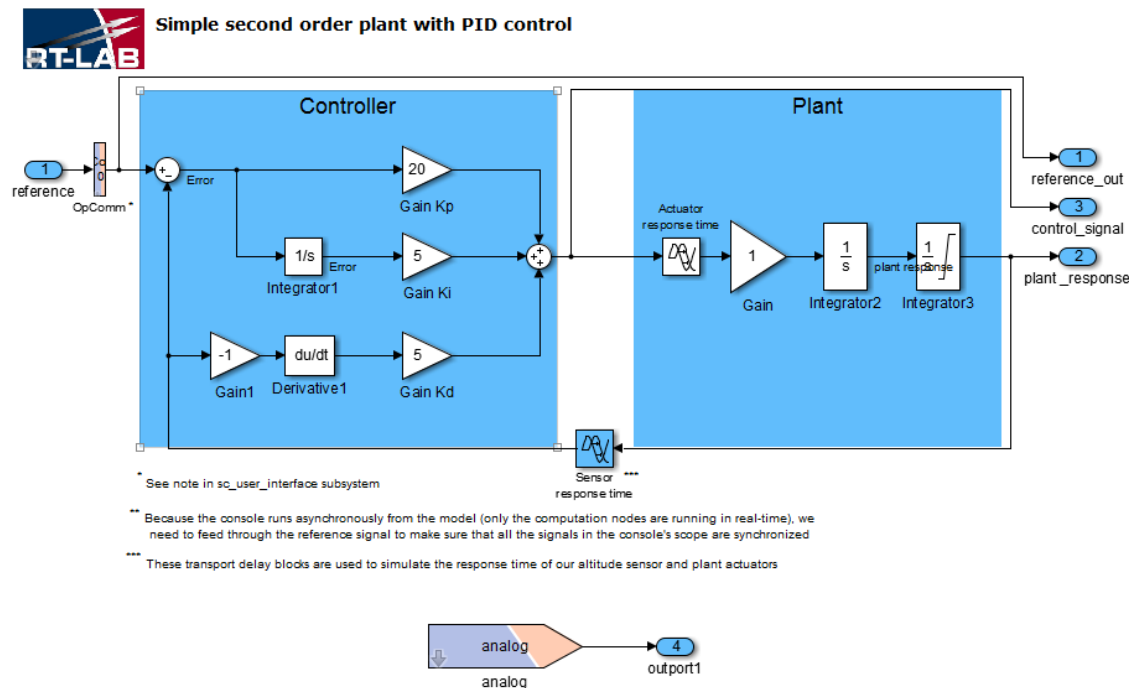 RT-LAB
Simple second order plant with PID control
Controller
Plant
1
reference
0
OpComm *
+
-
Error
20
Gain Kp
1/s
Integrator1
Error
5
Gain Ki
+
+
+
-1
Gain1
du/dt
Derivative1
5
Gain Kd
Actuator
response time
1
Gain
1
s
Integrator2
plant response
1
s
Integrator3
1
reference_out
3
control_signal
2
plant_response
Sensor
response time
***
* See note in sc_user_interface subsystem
** Because the console runs asynchronously from the model (only the computation nodes are running in real-time), we
need to feed through the reference signal to make sure that all the signals in the console's scope are synchronized
*** These transport delay blocks are used to simulate the response time of our altitude sensor and plant actuators
analog
analog
4
outport1